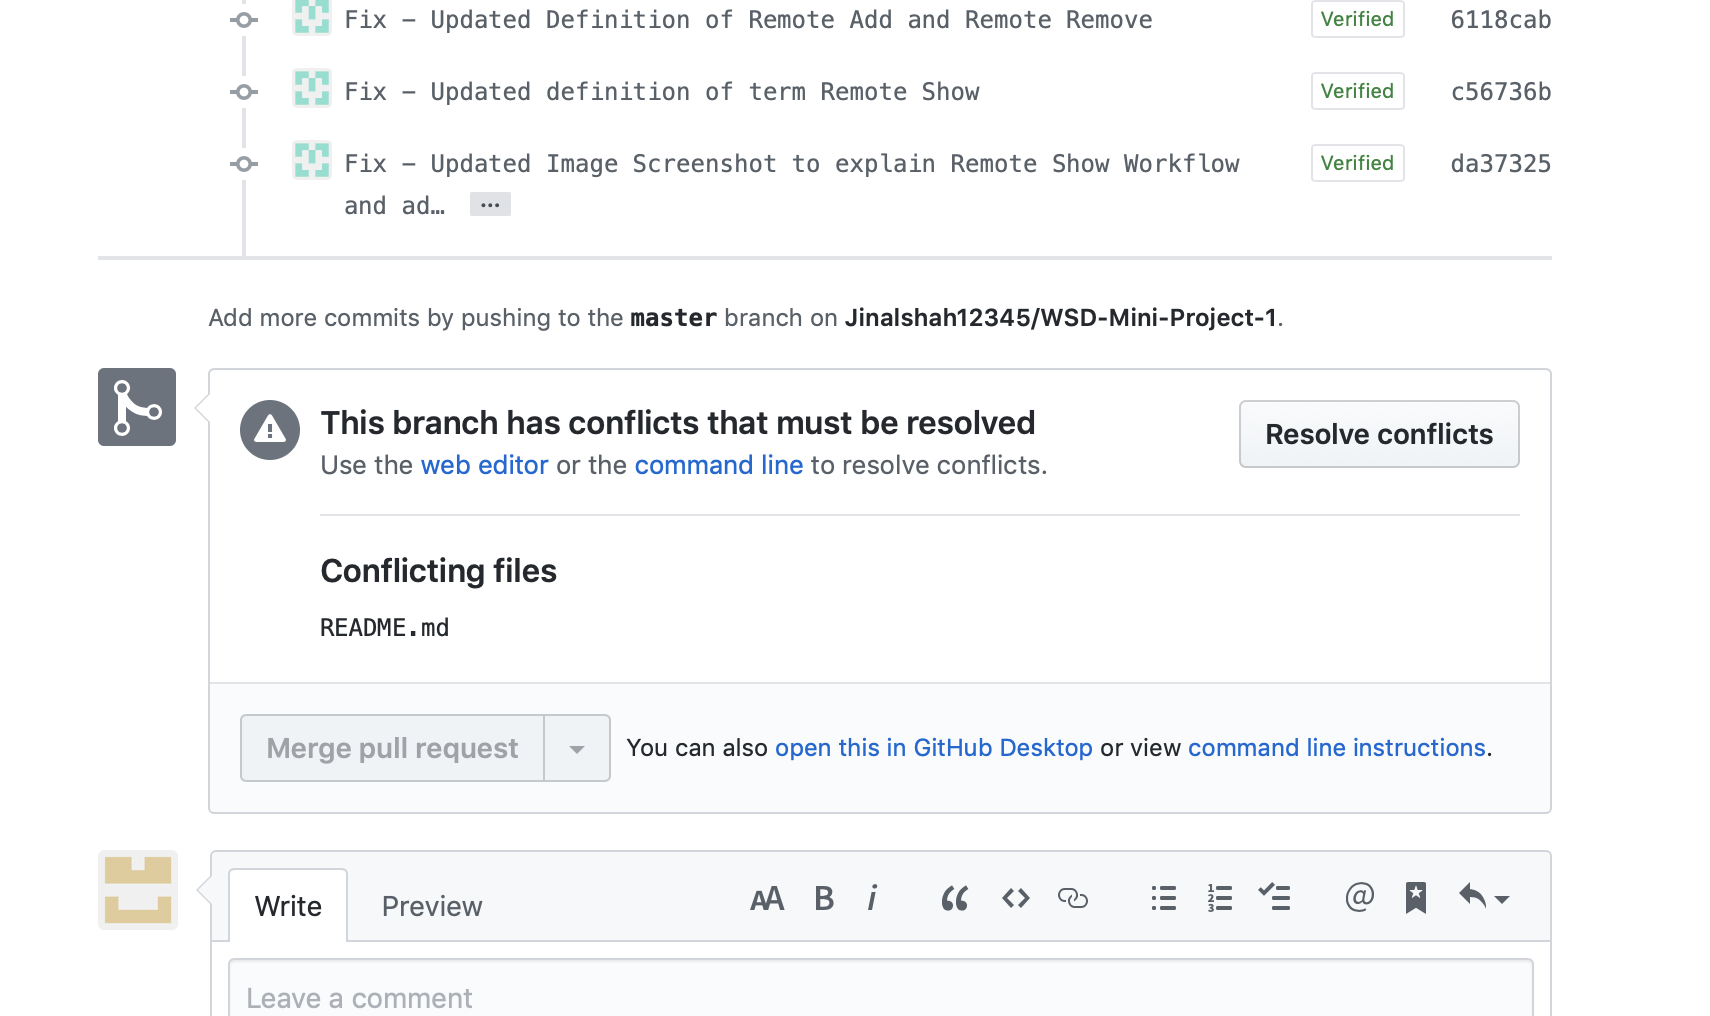 Fix – Updated Definition of Remote Add and Remote Remove Verified 6118cab
Fix – Updated definition of term Remote Show Verified c56736b
Fix – Updated Image Screenshot to explain Remote Show Workflow Verified da37325
and ad… …
Add more commits by pushing to the master branch on Jinalshah12345/WSD-Mini-Project-1.
This branch has conflicts that must be resolved
Resolve conflicts
Use the web editor or the command line to resolve conflicts.
Conflicting files
README.md
Merge pull request You can also open this in GitHub Desktop or view command line instructions.
Write Preview AA B i
Leave a comment